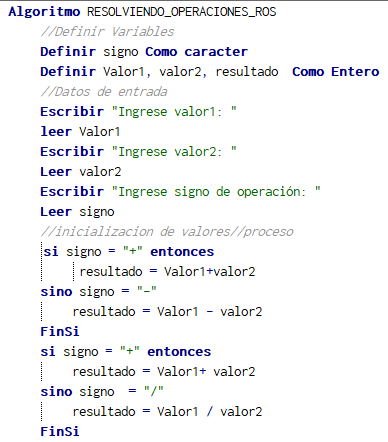 Algoritmo RESOLVIENDO_OPERACIONES_ROS
//Definir Variables
Definir signo Como caracter
Definir Valor1, valor2, resultado  Como Entero
//Datos de entrada
Escribir "Ingrese valor1: "
leer Valor1
Escribir "Ingrese valor2: "
Leer valor2
Escribir "Ingrese signo de operación: "
Leer signo
//inicializacion de valores//proceso
si signo = "+" entonces
resultado = Valor1+valor2
sino signo = "-"
resultado = Valor1 - valor2
FinSi
si signo = "+" entonces
resultado = Valor1+ valor2
sino signo  = "/"
resultado = Valor1 / valor2
FinSi